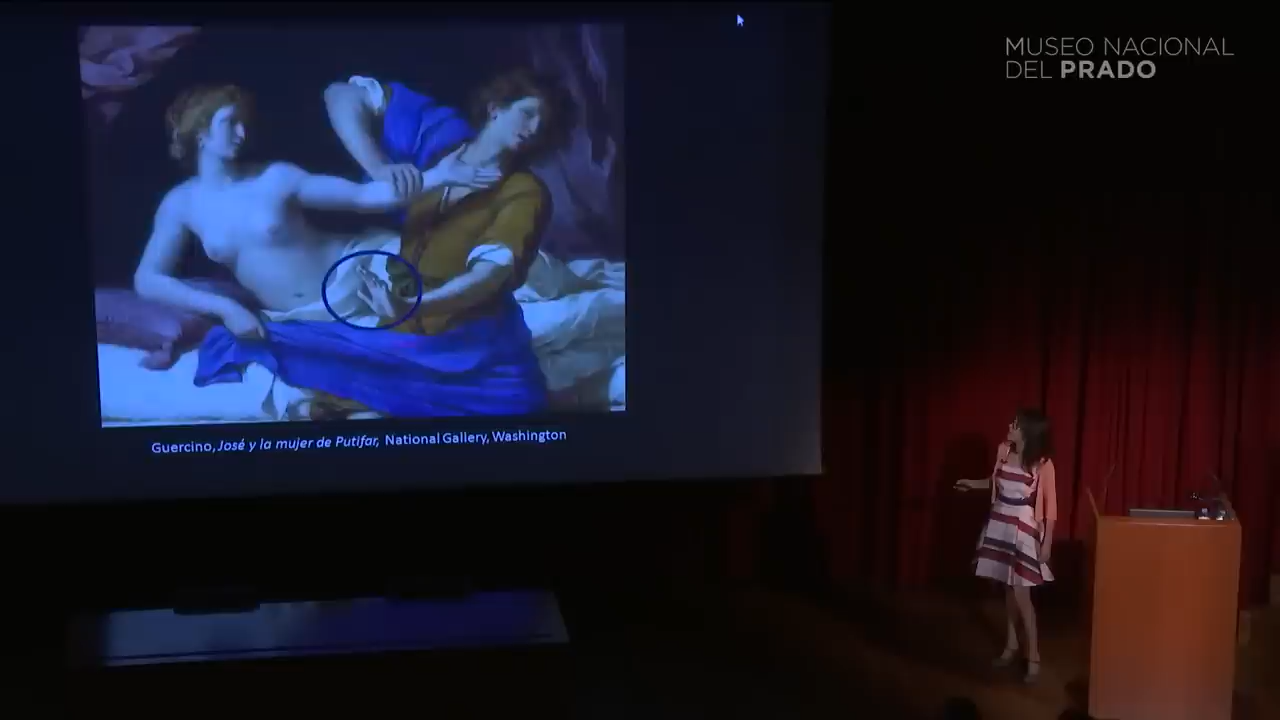 MUSEO NACIONAL
DEL PRADO
Guercino, José y la mujer de Putifar, National Gallery, Washington